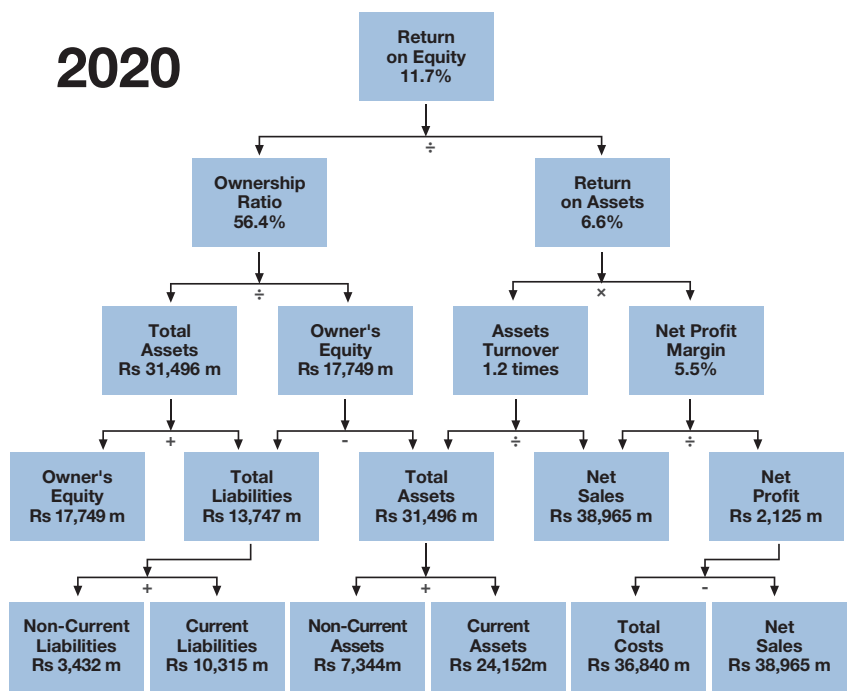 2020
Return
on Equity
11.7%
÷
Ownership
Ratio
56.4%
Return
on Assets
6.6%
÷
×
Total
Assets
Rs 31,496 m
Owner's
Equity
Rs 17,749 m
Assets
Turnover
1.2 times
Net Profit
Margin
5.5%
+
-
÷
÷
Owner's
Equity
Rs 17,749 m
Total
Liabilities
Rs 13,747 m
Total
Assets
Rs 31,496 m
Net
Sales
Rs 38,965 m
Net
Profit
Rs 2,125 m
+
+
-
Non-Current
Liabilities
Rs 3,432 m
Current
Liabilities
Rs 10,315 m
Non-Current
Assets
Rs 7,344m
Current
Assets
Rs 24,152m
Total
Costs
Rs 36,840 m
Net
Sales
Rs 38,965 m